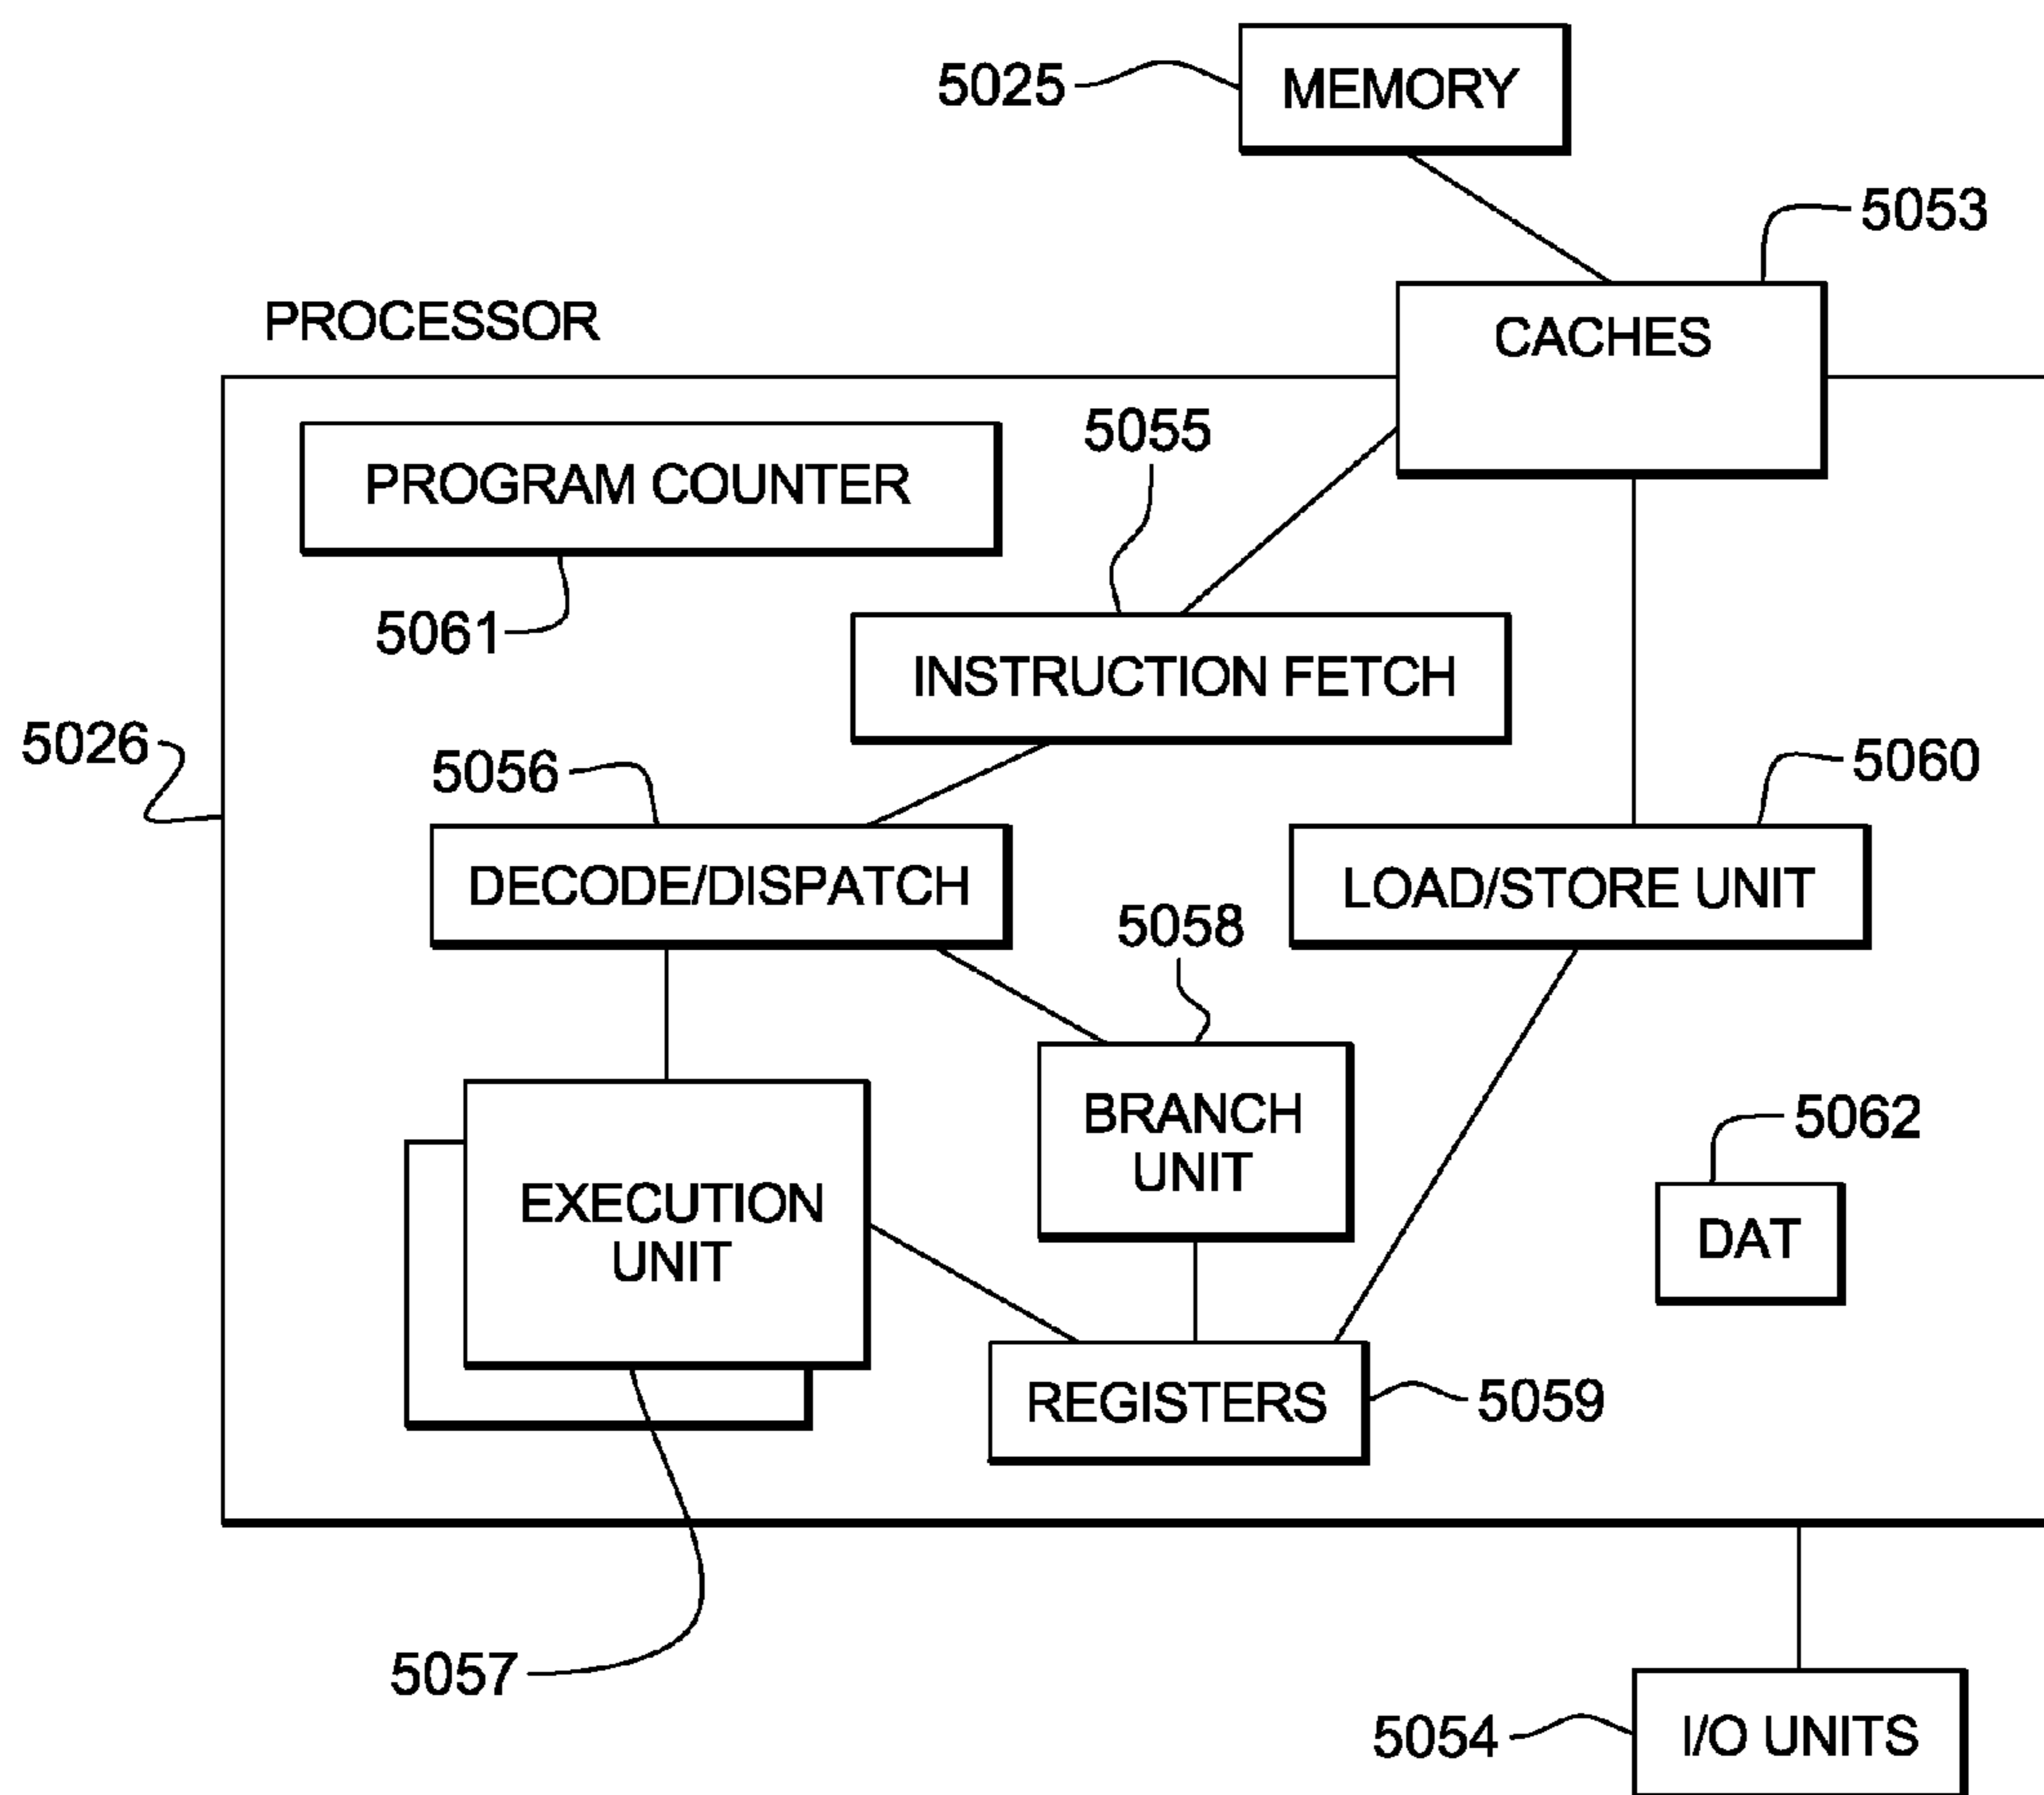 MEMORY
5025
5053
CACHES
PROCESSOR
5055
PROGRAM COUNTER
5061
INSTRUCTION FETCH
5026
5056
5060
DECODE/DISPATCH
LOAD/STORE UNIT
5058
BRANCH
UNIT
5062
EXECUTION
UNIT
DAT
REGISTERS
5059
5057
5054
I/O UNITS